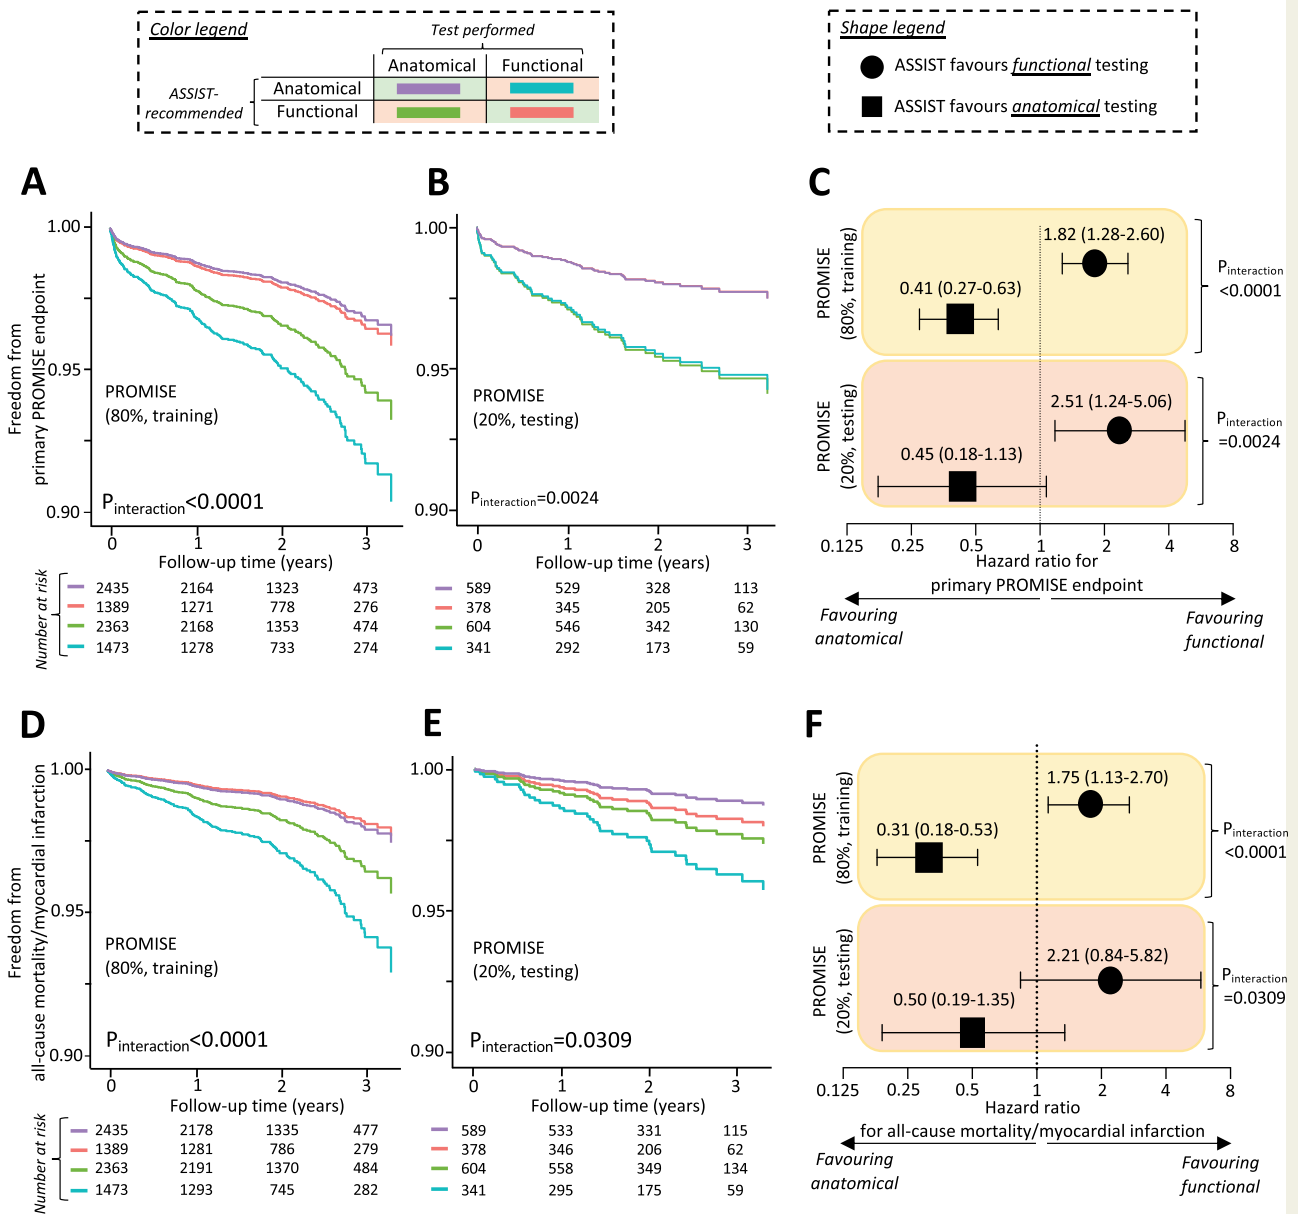 Color legend
Test performed
Anatomical Functional
ASSIST-
recommended
Anatomical
Functional
Shape legend
ASSIST favours functional testing
ASSIST favours anatomical testing
A
Freedom from
primary PROMISE endpoint
1.00
0.95
0.90
PROMISE
(80%, training)
Pinteraction<0.0001
0 1 2 3
Follow-up time (years)
Number at risk
2435 2164 1323 473
1389 1271 778 276
2363 2168 1353 474
1473 1278 733 274
B
1.00
0.95
0.90
PROMISE
(20%, testing)
Pinteraction=0.0024
0 1 2 3
Follow-up time (years)
589 529 328 113
378 345 205 62
604 546 342 130
341 292 173 59
C
PROMISE
(80%, training)
1.82 (1.28-2.60)
0.41 (0.27-0.63)
Pinteraction
<0.0001
PROMISE
(20%, testing)
2.51 (1.24-5.06)
0.45 (0.18-1.13)
Pinteraction
=0.0024
0.125 0.25 0.5 1 2 4 8
Hazard ratio for
primary PROMISE endpoint
Favouring
anatomical
Favouring
functional
D
Freedom from
all-cause mortality/myocardial infarction
1.00
0.95
0.90
PROMISE
(80%, training)
Pinteraction<0.0001
0 1 2 3
Follow-up time (years)
Number at risk
2435 2178 1335 477
1389 1281 786 279
2363 2191 1370 484
1473 1293 745 282
E
1.00
0.95
0.90
PROMISE
(20%, testing)
Pinteraction=0.0309
0 1 2 3
Follow-up time (years)
589 533 331 115
378 346 206 62
604 558 349 134
341 295 175 59
F
PROMISE
(80%, training)
1.75 (1.13-2.70)
0.31 (0.18-0.53)
Pinteraction
<0.0001
PROMISE
(20%, testing)
2.21 (0.84-5.82)
0.50 (0.19-1.35)
Pinteraction
=0.0309
0.125 0.25 0.5 1 2 4 8
Hazard ratio
for all-cause mortality/myocardial infarction
Favouring
anatomical
Favouring
functional